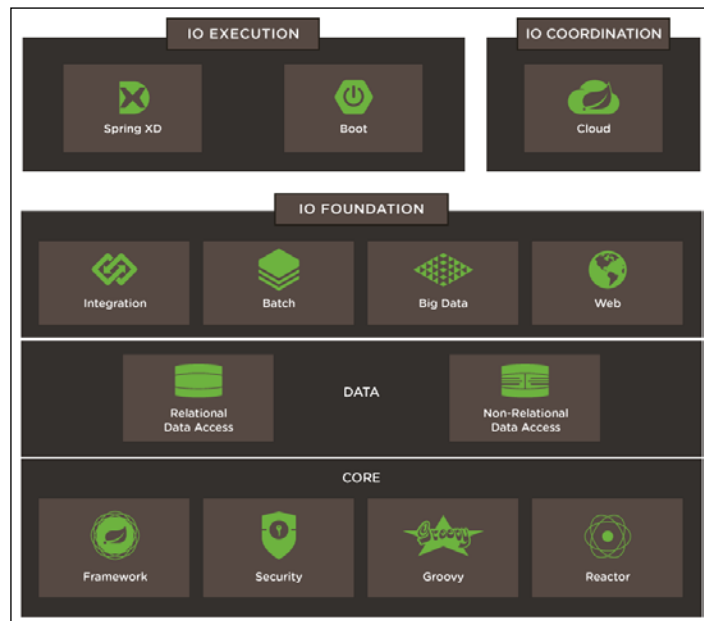 IO EXECUTION
IO COORDINATION
Spring XD
Boot
Cloud
IO FOUNDATION
Integration
Batch
Big Data
Web
DATA
Relational
Data Access
Non-Relational
Data Access
CORE
Groovy
Framework
Security
Groovy
Reactor